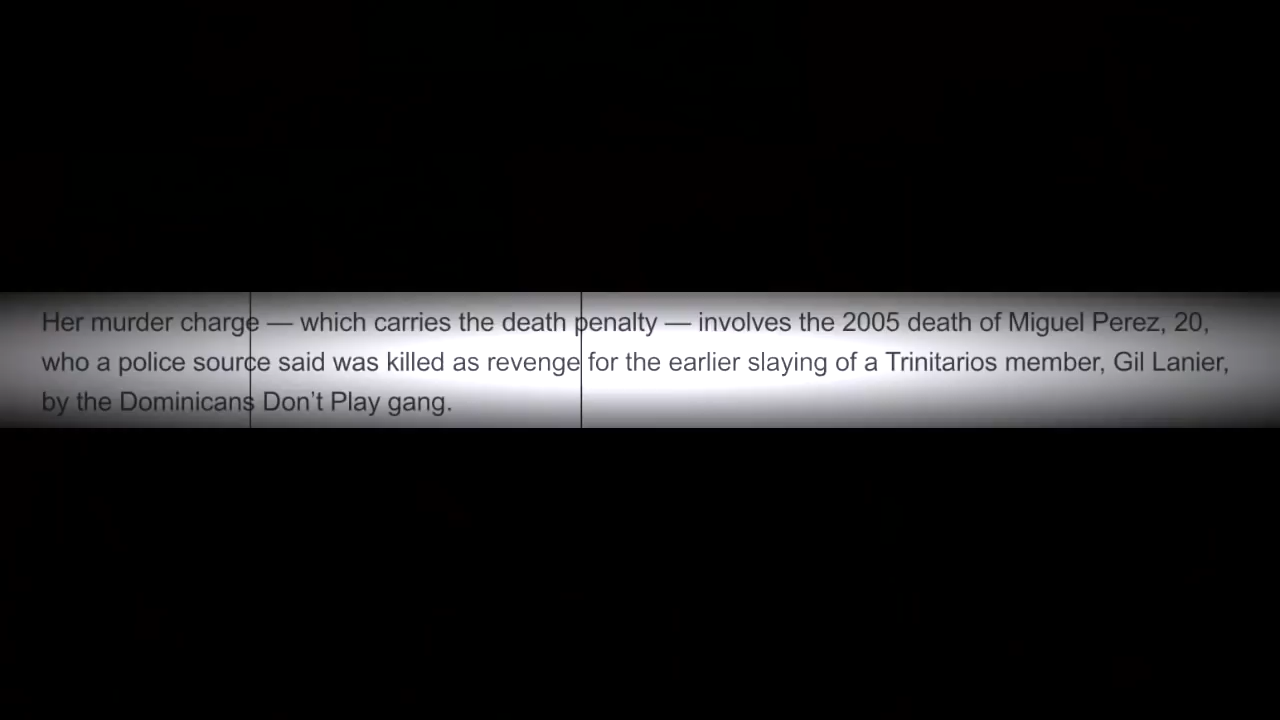 Her murder charge — which carries the death penalty — involves the 2005 death of Miguel Perez, 20,
who a police source said was killed as revenge for the earlier slaying of a Trinitarios member, Gil Lanier,
by the Dominicans Don’t Play gang.